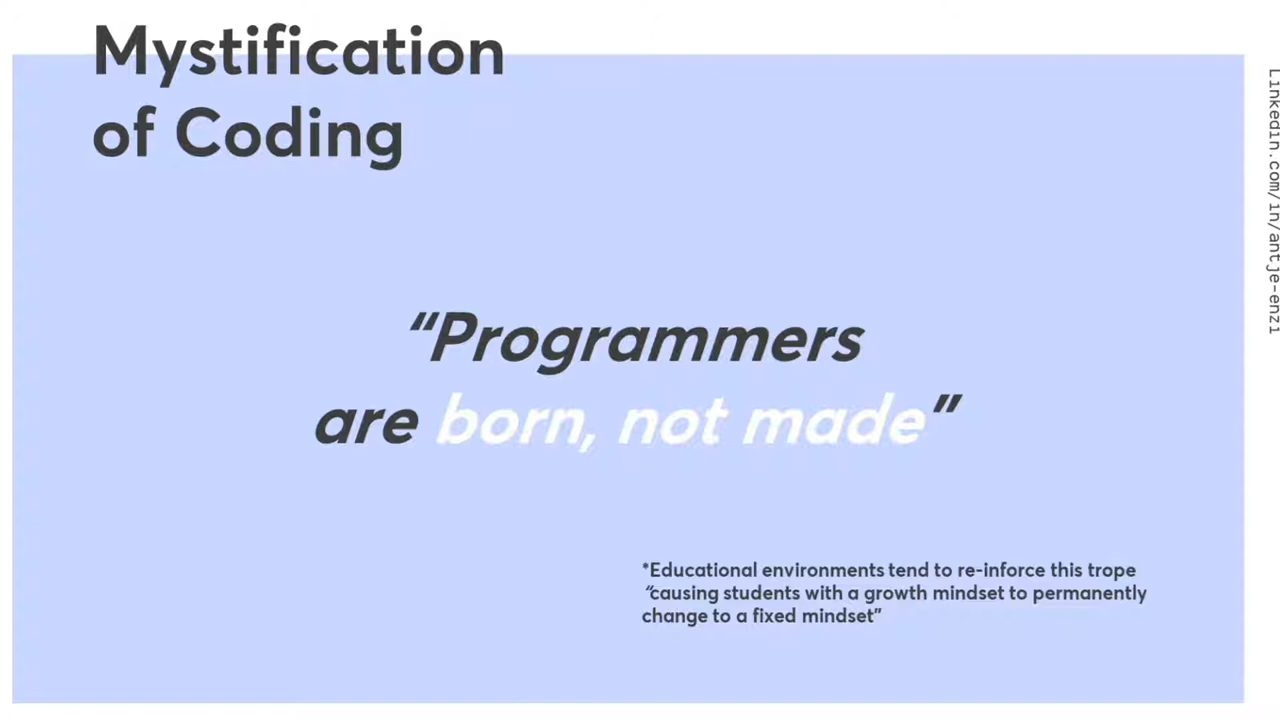 Mystification
of Coding
“Programmers
are born, not made”
*Educational environments tend to re-inforce this trope
“causing students with a growth mindset to permanently
change to a fixed mindset”
Linkedin.com/in/antje-enzi